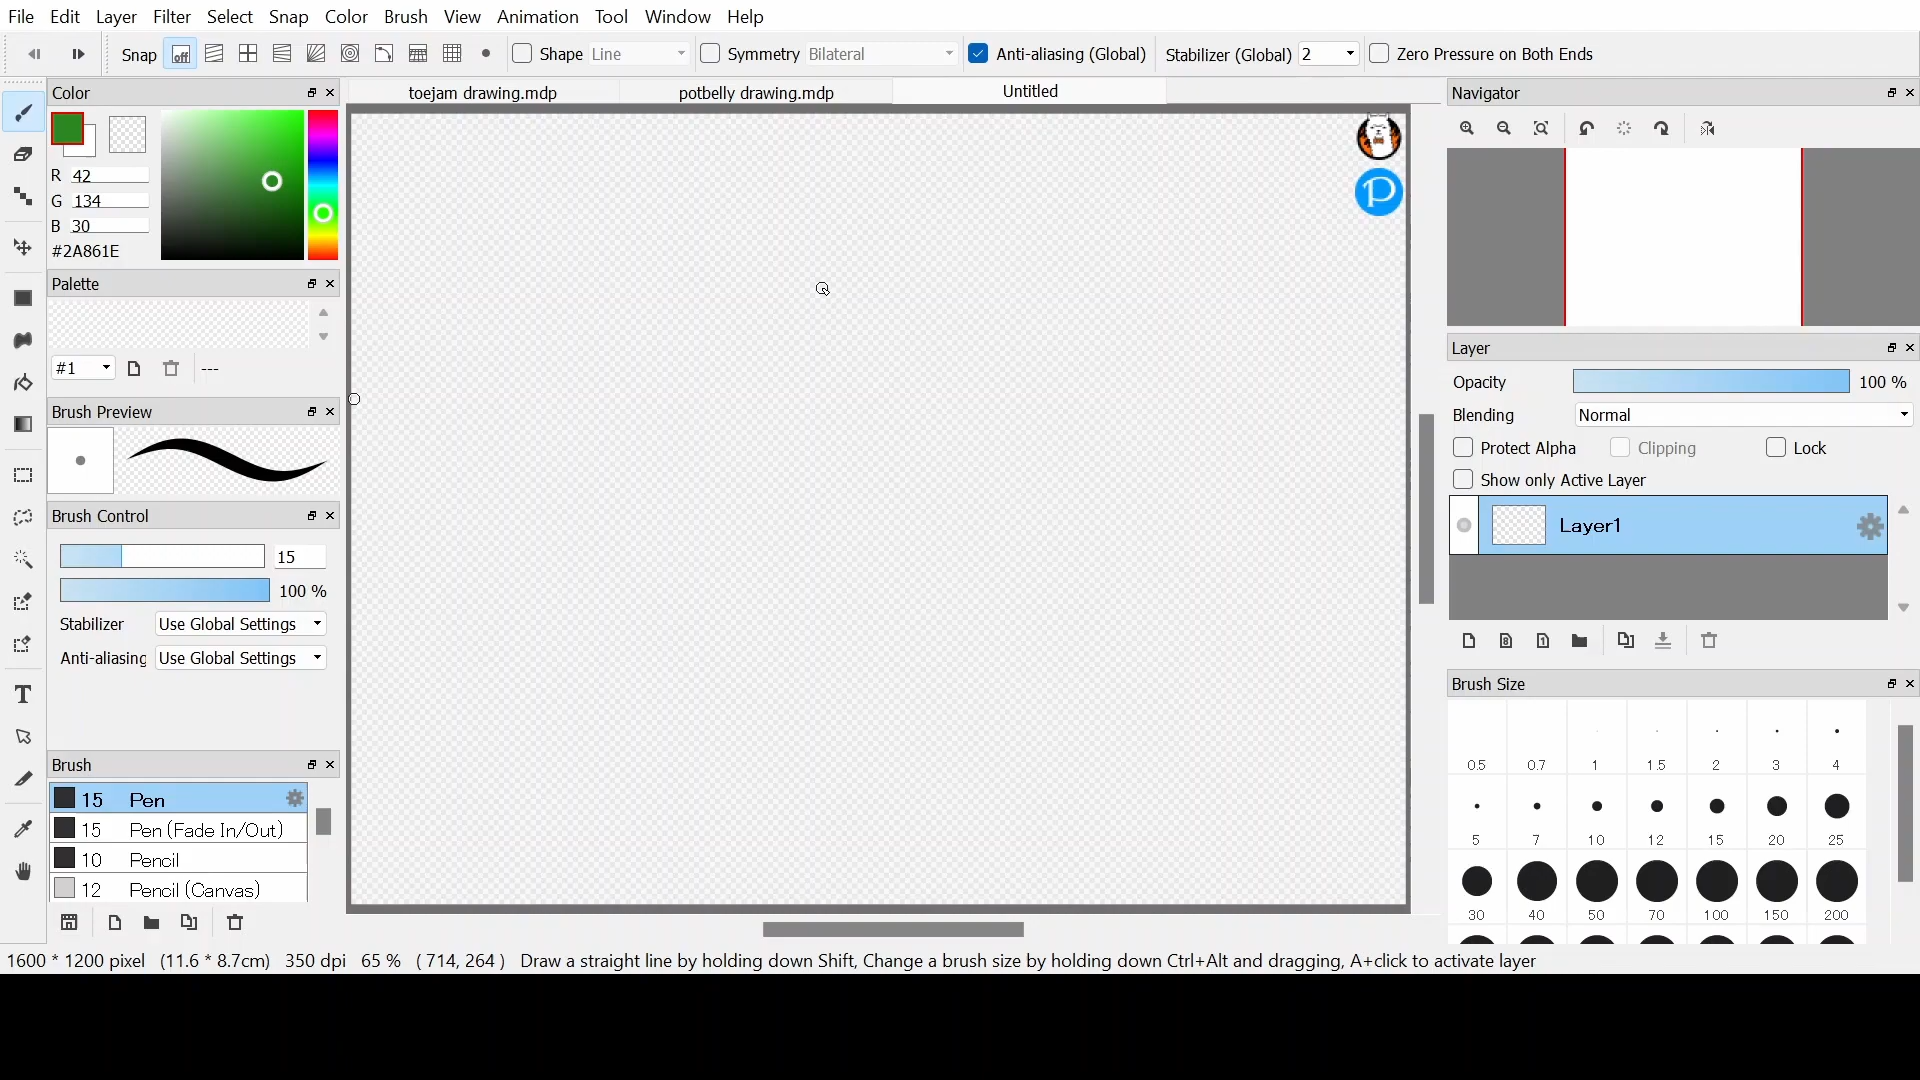 File Edit Layer Filter Select Snap Color Brush View Animation Tool Window Help
Snap off Shape Line Symmetry Bilateral Anti-aliasing (Global) Stabilizer (Global) 2 Zero Pressure on Both Ends
Color
toejam drawing.mdp
potbelly drawing.mdp
Untitled
R 42
G 134
B 30
#2A861E
Palette
#1
---
Brush Preview
Brush Control
15
100 %
Stabilizer Use Global Settings
Anti-aliasing Use Global Settings
Brush
15 Pen
15 Pen (Fade In/Out)
10 Pencil
12 Pencil (Canvas)
P
Navigator
Layer
Opacity 100 %
Blending Normal
Protect Alpha Clipping Lock
Show only Active Layer
Layer1
8
1
Brush Size
0.5 0.7 1 1.5 2 3 4
5 7 10 12 15 20 25
30 40 50 70 100 150 200
1600 * 1200 pixel (11.6 * 8.7cm) 350 dpi 65 % ( 714, 264 ) Draw a straight line by holding down Shift, Change a brush size by holding down Ctrl+Alt and dragging, A+click to activate layer